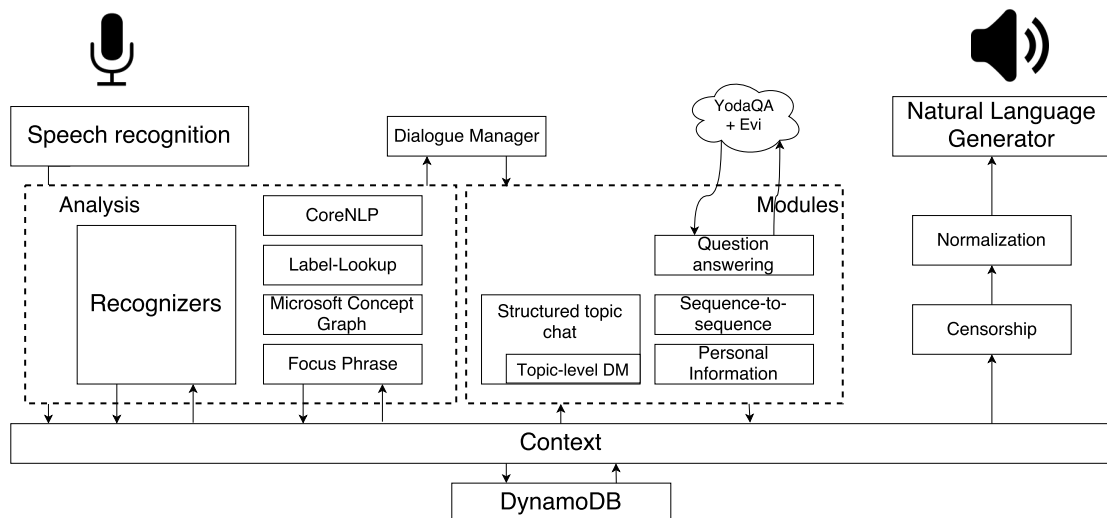 Speech recognition
Dialogue Manager
YodaQA
+ Evi
Natural Language
Generator
Analysis
Recognizers
CoreNLP
Label-Lookup
Microsoft Concept
Graph
Focus Phrase
Modules
Question
answering
Structured topic
chat
Topic-level DM
Sequence-to-
sequence
Personal
Information
Normalization
Censorship
Context
DynamoDB